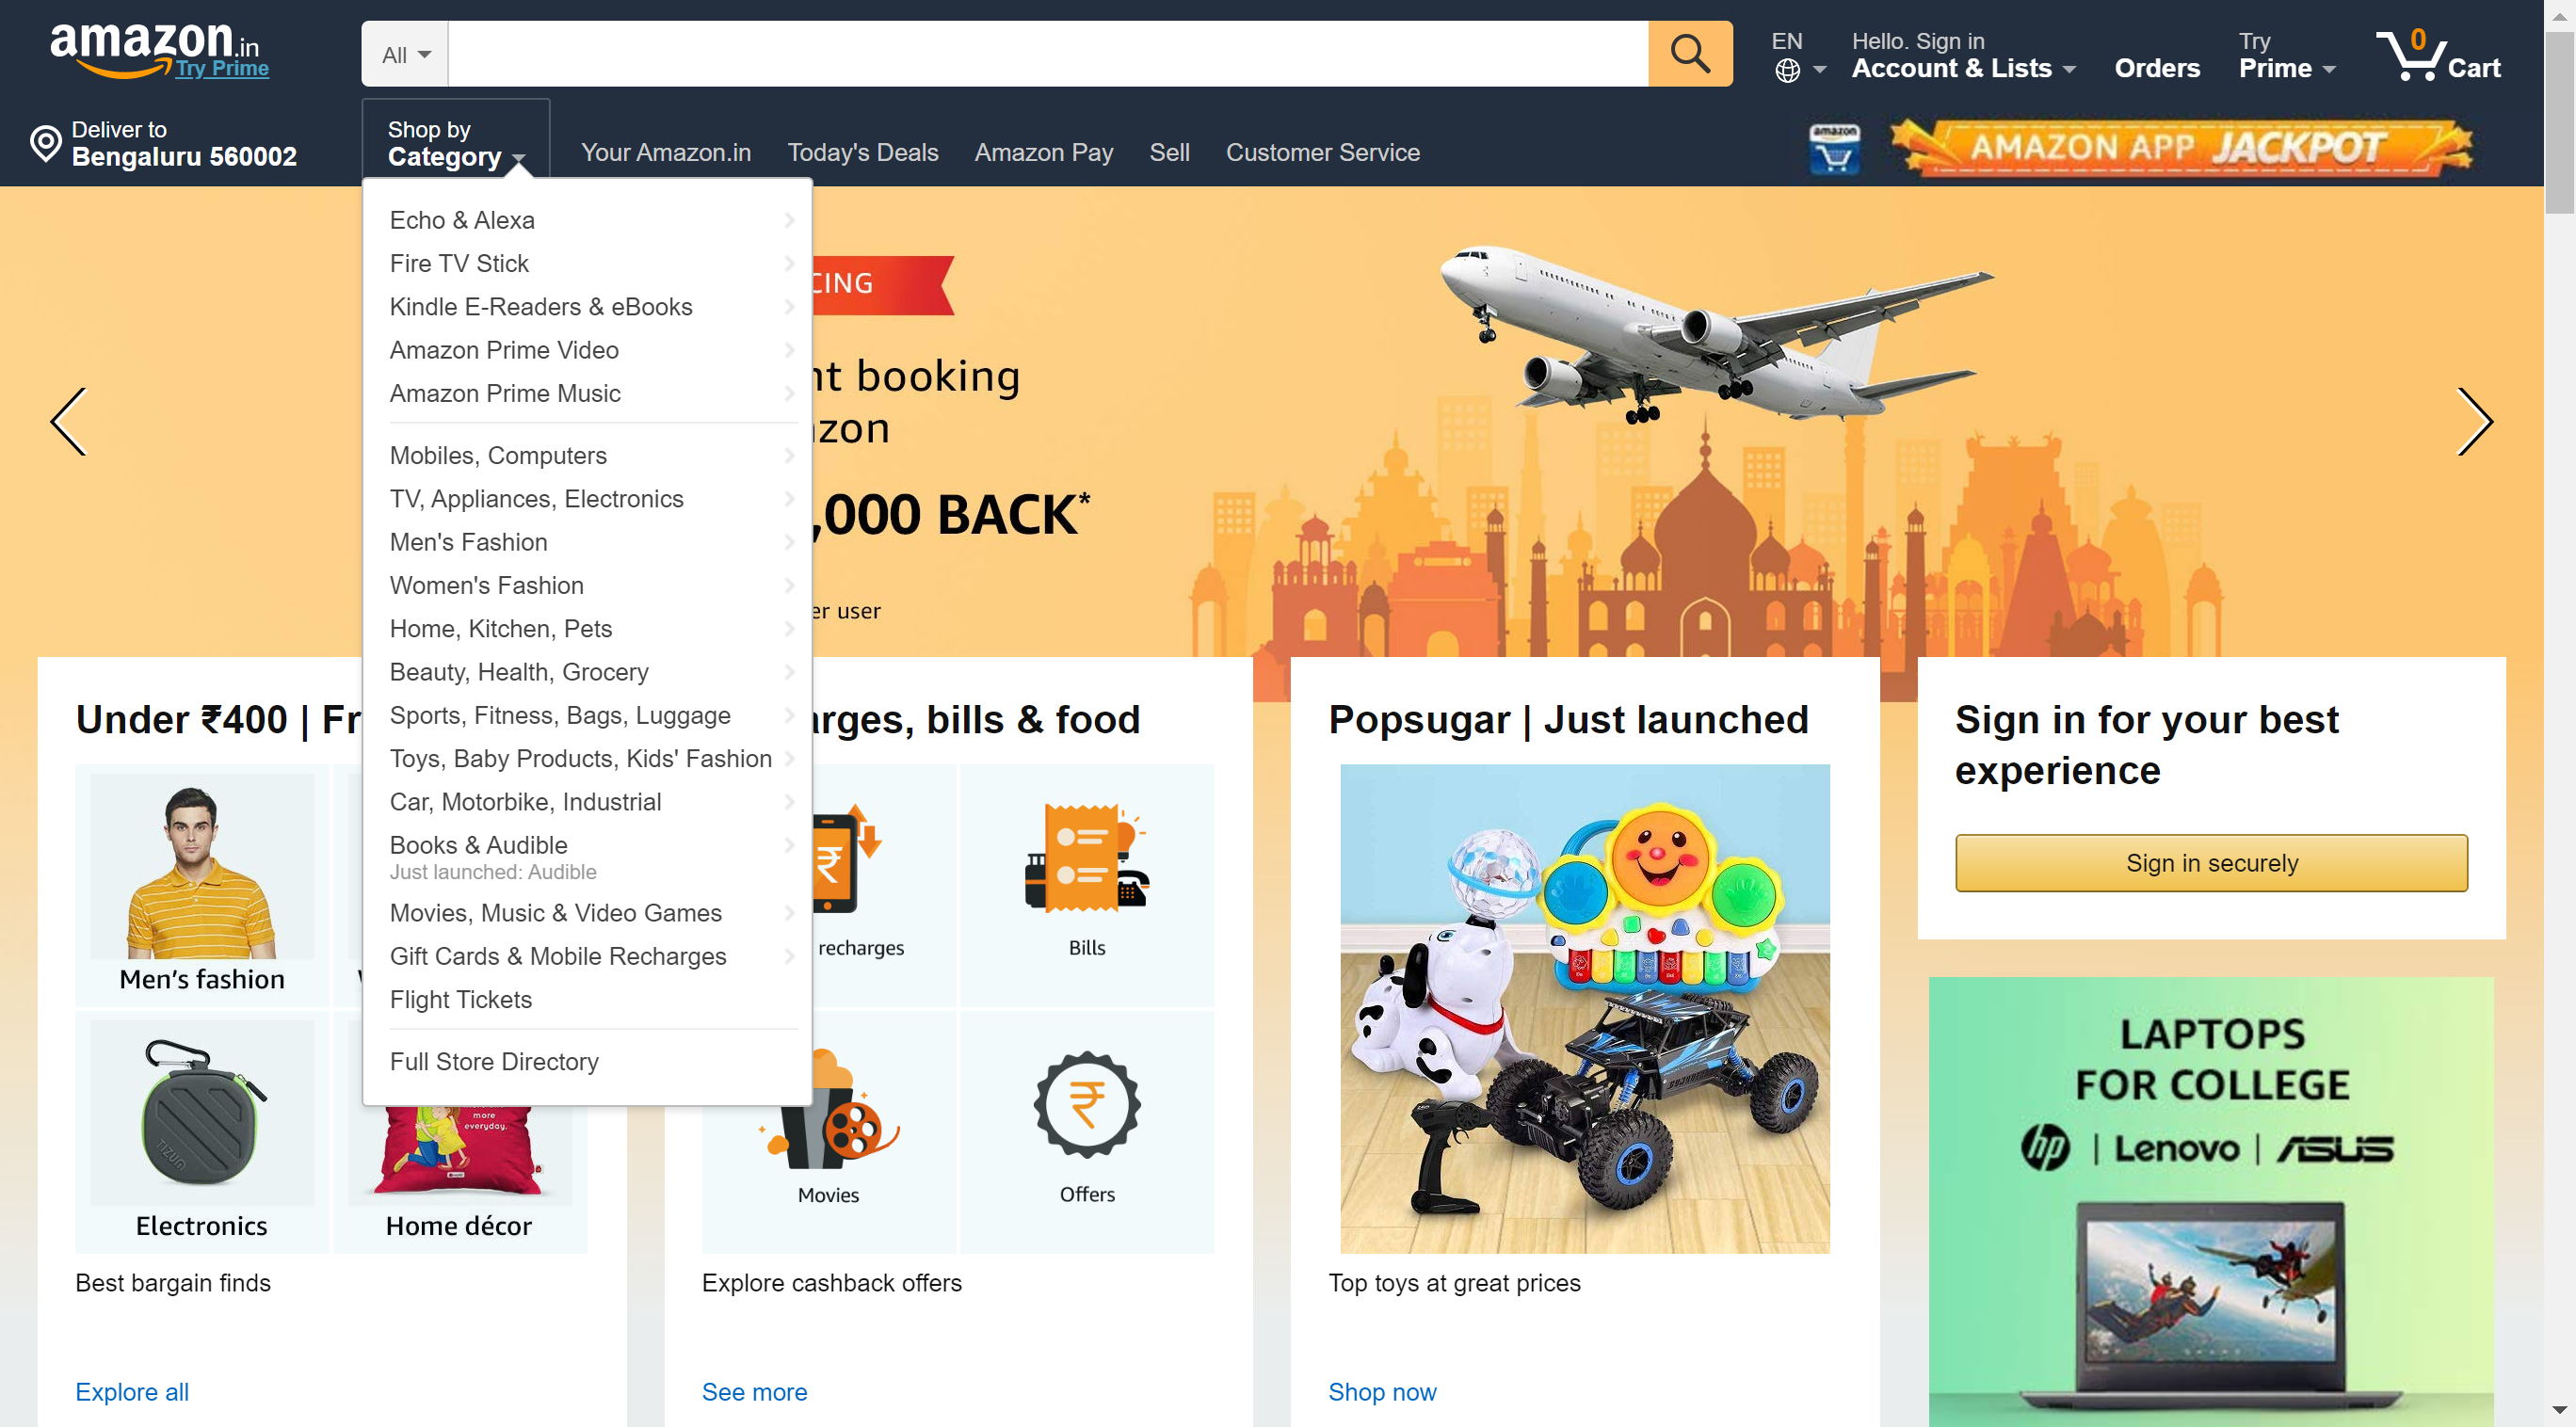 amazon.in
Try Prime
All
EN
Hello. Sign in
Account & Lists
Orders
Try
Prime
0
Cart
Deliver to
Bengaluru 560002
Shop by
Category
Your Amazon.in
Today's Deals
Amazon Pay
Sell
Customer Service
amazon
AMAZON APP JACKPOT
Echo & Alexa
Fire TV Stick
Kindle E-Readers & eBooks
Amazon Prime Video
Amazon Prime Music
Mobiles, Computers
TV, Appliances, Electronics
Men's Fashion
Women's Fashion
Home, Kitchen, Pets
Beauty, Health, Grocery
Sports, Fitness, Bags, Luggage
Toys, Baby Products, Kids' Fashion
Car, Motorbike, Industrial
Books & Audible
Just launched: Audible
Movies, Music & Video Games
Gift Cards & Mobile Recharges
Flight Tickets
Full Store Directory
booking
,000 BACK*
user
Under ₹400 |
Men's fashion
Electronics
TIZUM
more
everyday.
Home décor
Best bargain finds
Explore all
bills & food
₹
recharges
Bills
Movies
₹
Offers
Explore cashback offers
See more
Popsugar | Just launched
Top toys at great prices
Shop now
Sign in for your best
experience
Sign in securely
LAPTOPS
FOR COLLEGE
hp | Lenovo | ASUS